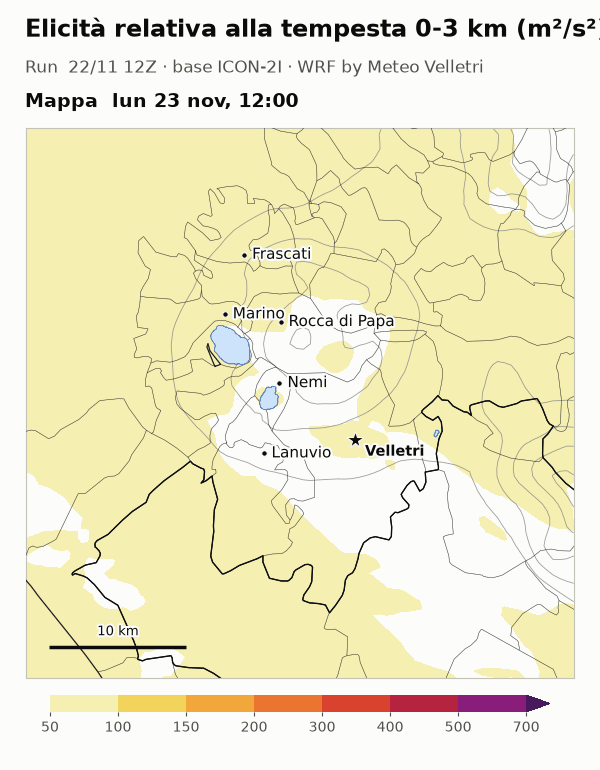 Elicità relativa alla tempesta 0-3 km (m²/s²)
Run  22/11 12Z · base ICON-2I · WRF by Meteo Velletri
Mappa  lun 23 nov, 12:00
Frascati
Marino
Rocca di Papa
Nemi
Velletri
Lanuvio
10 km
50 100 150 200 300 400 500 700